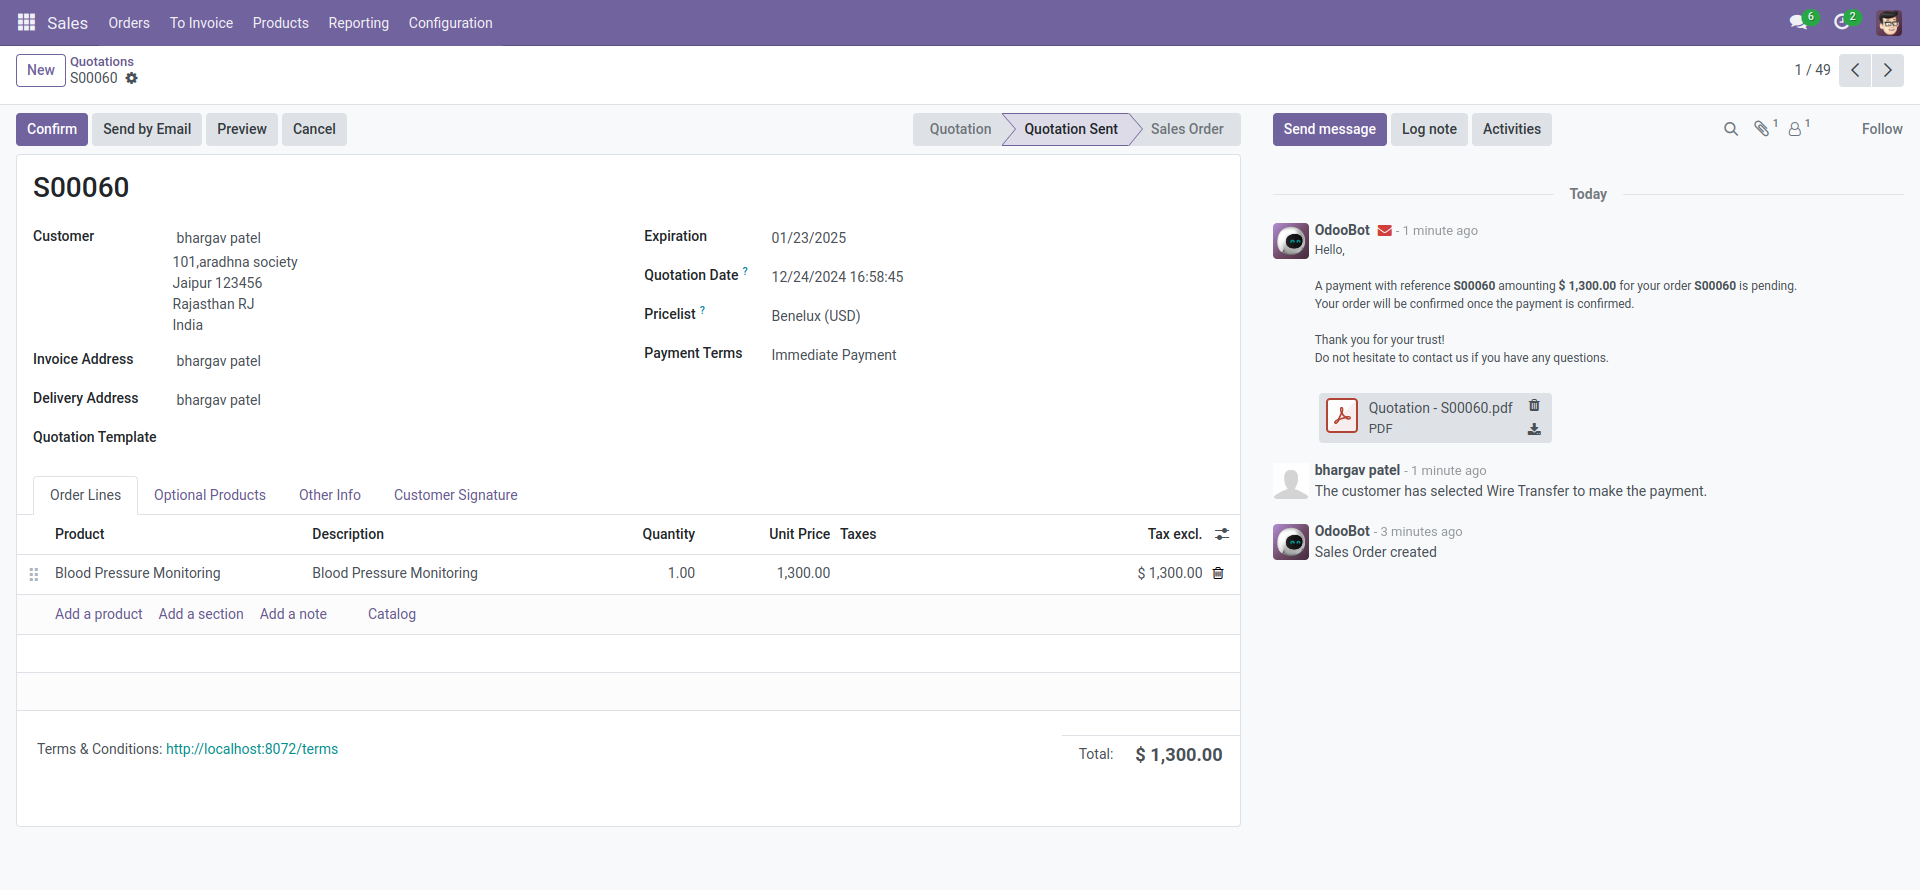 Sales Orders To Invoice Products Reporting Configuration 6 2
New Quotations
S00060
1 / 49
Confirm Send by Email Preview Cancel Quotation Quotation Sent Sales Order
Send message Log note Activities 1 1 Follow
S00060
Customer bhargav patel
101,aradhna society
Jaipur 123456
Rajasthan RJ
India
Invoice Address bhargav patel
Delivery Address bhargav patel
Quotation Template
Expiration 01/23/2025
Quotation Date ? 12/24/2024 16:58:45
Pricelist ? Benelux (USD)
Payment Terms Immediate Payment
Order Lines Optional Products Other Info Customer Signature
Product Description Quantity Unit Price Taxes Tax excl.
Blood Pressure Monitoring Blood Pressure Monitoring 1.00 1,300.00 $ 1,300.00
Add a product Add a section Add a note Catalog
Terms & Conditions: http://localhost:8072/terms
Total: $ 1,300.00
Today
OdooBot - 1 minute ago
Hello,
A payment with reference S00060 amounting $ 1,300.00 for your order S00060 is pending.
Your order will be confirmed once the payment is confirmed.
Thank you for your trust!
Do not hesitate to contact us if you have any questions.
Quotation - S00060.pdf
PDF
bhargav patel - 1 minute ago
The customer has selected Wire Transfer to make the payment.
OdooBot - 3 minutes ago
Sales Order created